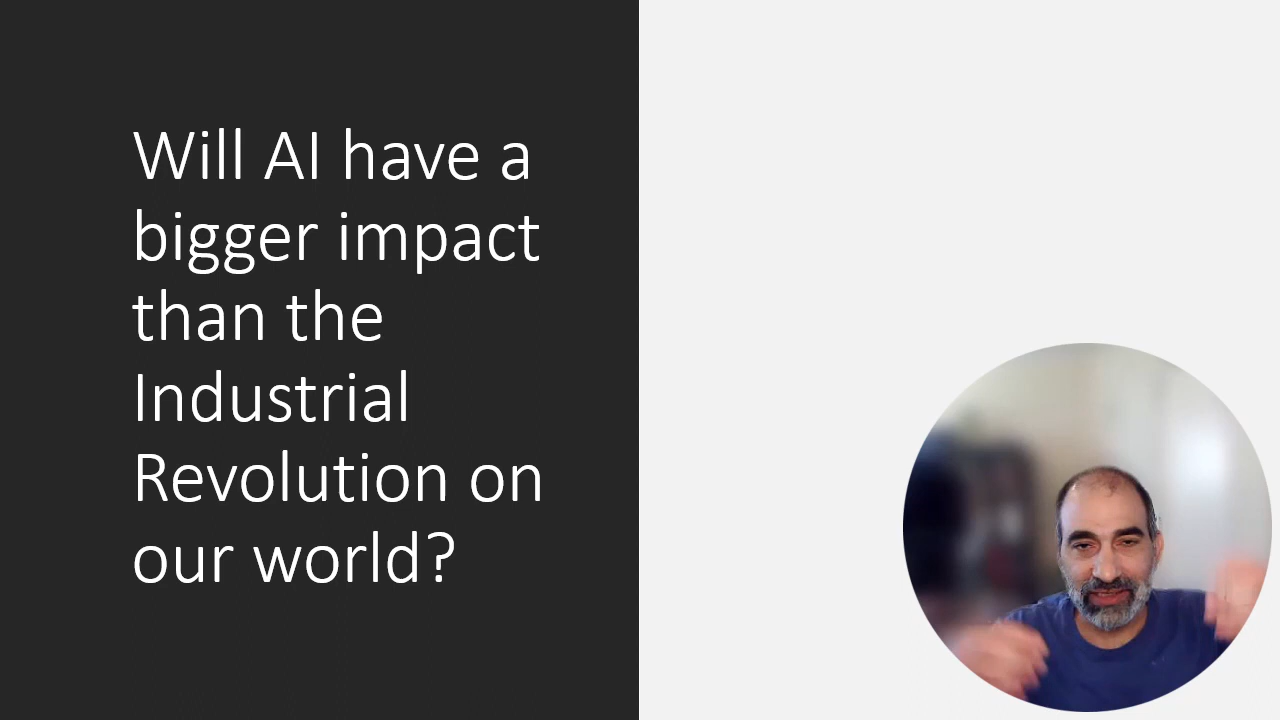 Will AI have a
bigger impact
than the
Industrial
Revolution on
our world?